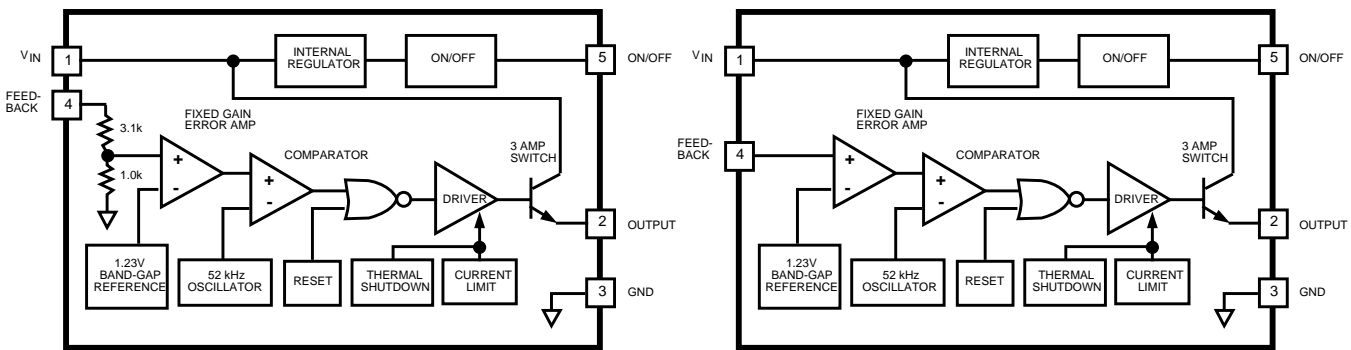 VIN
1
INTERNAL
REGULATOR
ON/OFF
5
ON/OFF
FEED-
BACK
4
3.1k
1.0k
FIXED GAIN
ERROR AMP
+
-
COMPARATOR
+
-
3 AMP
SWITCH
DRIVER
2
OUTPUT
1.23V
BAND-GAP
REFERENCE
52 kHz
OSCILLATOR
RESET
THERMAL
SHUTDOWN
CURRENT
LIMIT
3
GND
VIN
1
INTERNAL
REGULATOR
ON/OFF
5
ON/OFF
FEED-
BACK
4
FIXED GAIN
ERROR AMP
+
-
COMPARATOR
+
-
3 AMP
SWITCH
DRIVER
2
OUTPUT
1.23V
BAND-GAP
REFERENCE
52 kHz
OSCILLATOR
RESET
THERMAL
SHUTDOWN
CURRENT
LIMIT
3
GND